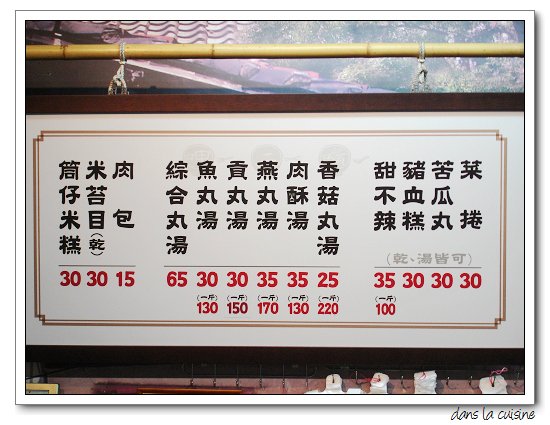 菜捲
30
苦瓜丸
30
豬血糕
30
甜不辣
35
(一斤)
100
(乾、湯皆可)
香菇丸湯
25
(一斤)
220
肉酥湯
35
(一斤)
130
燕丸湯
35
(一斤)
170
貢丸湯
30
(一斤)
150
魚丸湯
30
(一斤)
130
綜合丸湯
65
肉包
15
米苔目(乾)
30
筒仔米糕
30
dans la cuisine